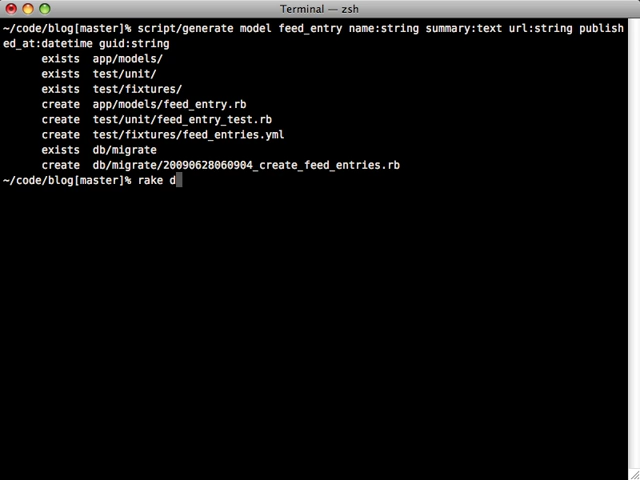 Terminal — zsh
~/code/blog[master]% script/generate model feed_entry name:string summary:text url:string publish
ed_at:datetime guid:string
exists  app/models/
exists  test/unit/
exists  test/fixtures/
create  app/models/feed_entry.rb
create  test/unit/feed_entry_test.rb
create  test/fixtures/feed_entries.yml
exists  db/migrate
create  db/migrate/20090628060904_create_feed_entries.rb
~/code/blog[master]% rake d